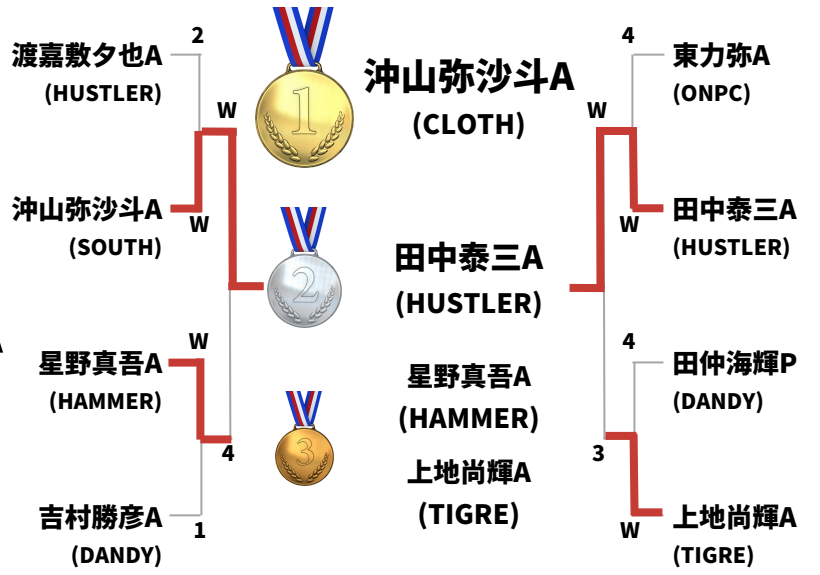 渡嘉敷夕也A
(HUSTLER)
2
W
沖山弥沙斗A
(SOUTH)
W
W
星野真吾A
(HAMMER)
4
吉村勝彦A
(DANDY)
1
1
沖山弥沙斗A
(CLOTH)
2
田中泰三A
(HUSTLER)
3
星野真吾A
(HAMMER)
上地尚輝A
(TIGRE)
4
東力弥A
(ONPC)
W
田中泰三A
(HUSTLER)
W
4
田仲海輝P
(DANDY)
3
上地尚輝A
(TIGRE)
W